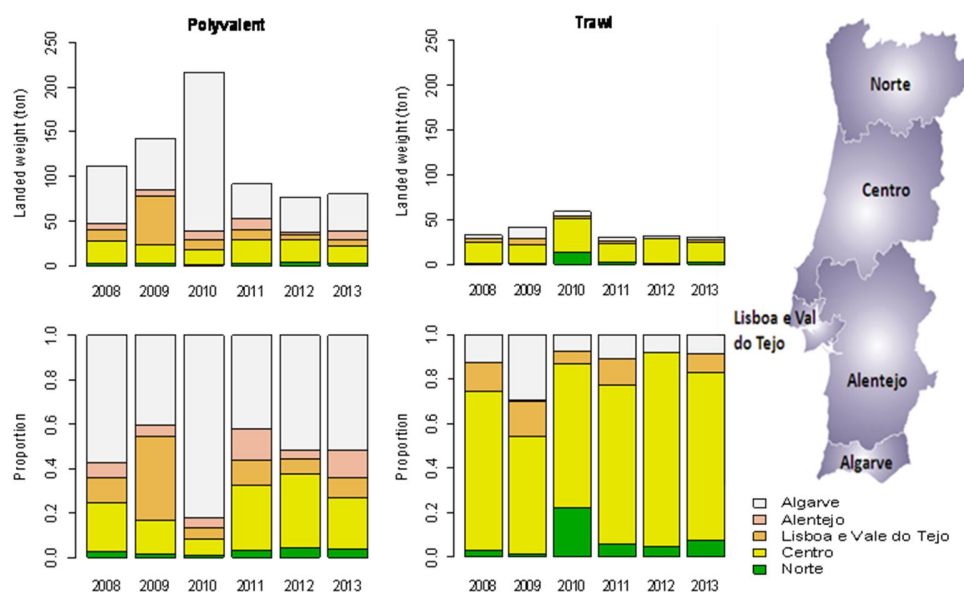 Polyvalent
Trawl
Landed weight (ton)
250
200
150
100
50
0
2008 2009 2010 2011 2012 2013
Landed weight (ton)
250
200
150
100
50
0
2008 2009 2010 2011 2012 2013
Proportion
1.0
0.8
0.6
0.4
0.2
0.0
2008 2009 2010 2011 2012 2013
Proportion
1.0
0.8
0.6
0.4
0.2
0.0
2008 2009 2010 2011 2012 2013
Norte
Centro
Lisboa e Val
do Tejo
Alentejo
Algarve
Algarve
Alentejo
Lisboa e Vale do Tejo
Centro
Norte